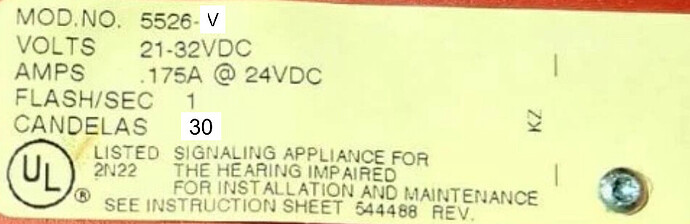 MOD.NO. 5526-V
VOLTS 21-32VDC
AMPS .175A @ 24VDC
FLASH/SEC 1
CANDELAS 30
KZ
UL ® LISTED SIGNALING APPLIANCE FOR
2N22 THE HEARING IMPAIRED
FOR INSTALLATION AND MAINTENANCE
SEE INSTRUCTION SHEET 544488 REV.